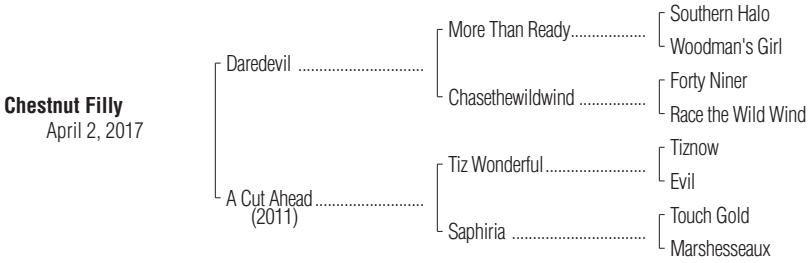 Southern Halo
More Than Ready..................
Woodman's Girl
Daredevil ..............................
Forty Niner
Chasethewildwind ................
Race the Wild Wind
Chestnut Filly
April 2, 2017
Tiznow
Tiz Wonderful........................
Evil
A Cut Ahead..........................
(2011)
Touch Gold
Saphiria ................................
Marshesseaux